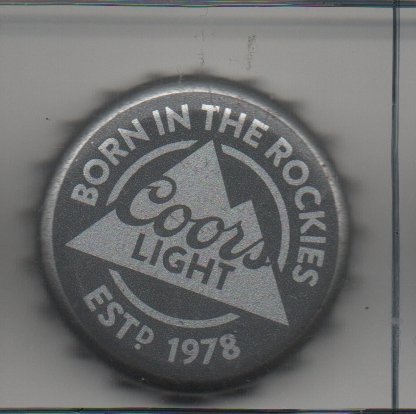 BORN IN THE ROCKIES
Coors
LIGHT
ESTD 1978